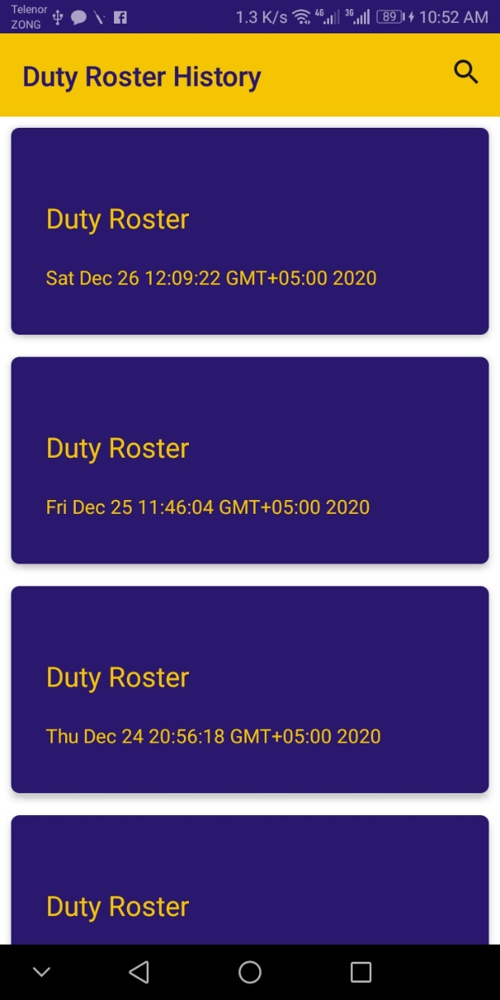 Telenor
ZONG
1.3 K/s 4G 3G 89 10:52 AM
Duty Roster History
Duty Roster
Sat Dec 26 12:09:22 GMT+05:00 2020
Duty Roster
Fri Dec 25 11:46:04 GMT+05:00 2020
Duty Roster
Thu Dec 24 20:56:18 GMT+05:00 2020
Duty Roster